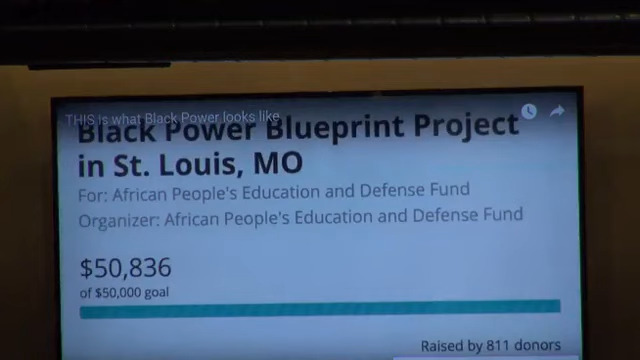 THIS is what Black Power looks like
Black Power Blueprint Project
in St. Louis, MO
For: African People's Education and Defense Fund
Organizer: African People's Education and Defense Fund
$50,836
of $50,000 goal
Raised by 811 donors